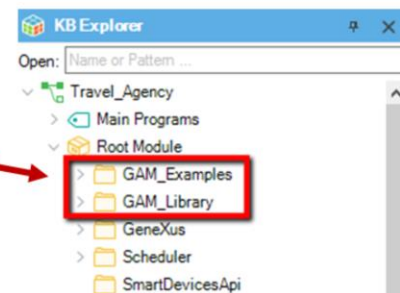 KB Explorer
Open: Name or Pattern ...
Travel_Agency
Main Programs
Root Module
GAM_Examples
GAM_Library
GeneXus
Scheduler
SmartDevicesApi